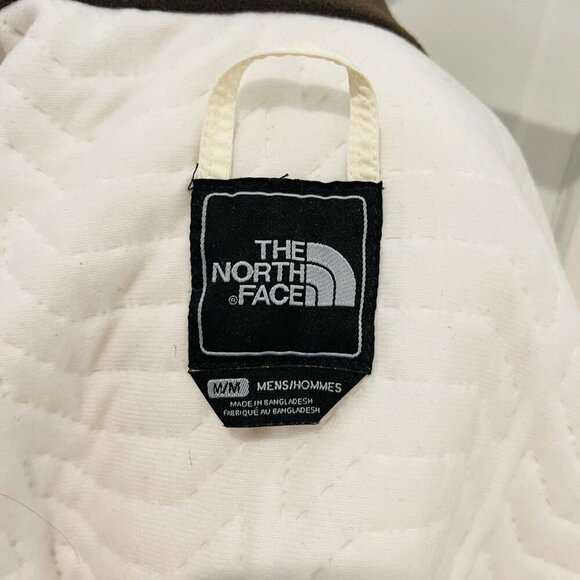 THE
NORTH
® FACE
M/M MENS/HOMMES
MADE IN BANGLADESH
FABRIQUÉ AU BANGLADESH